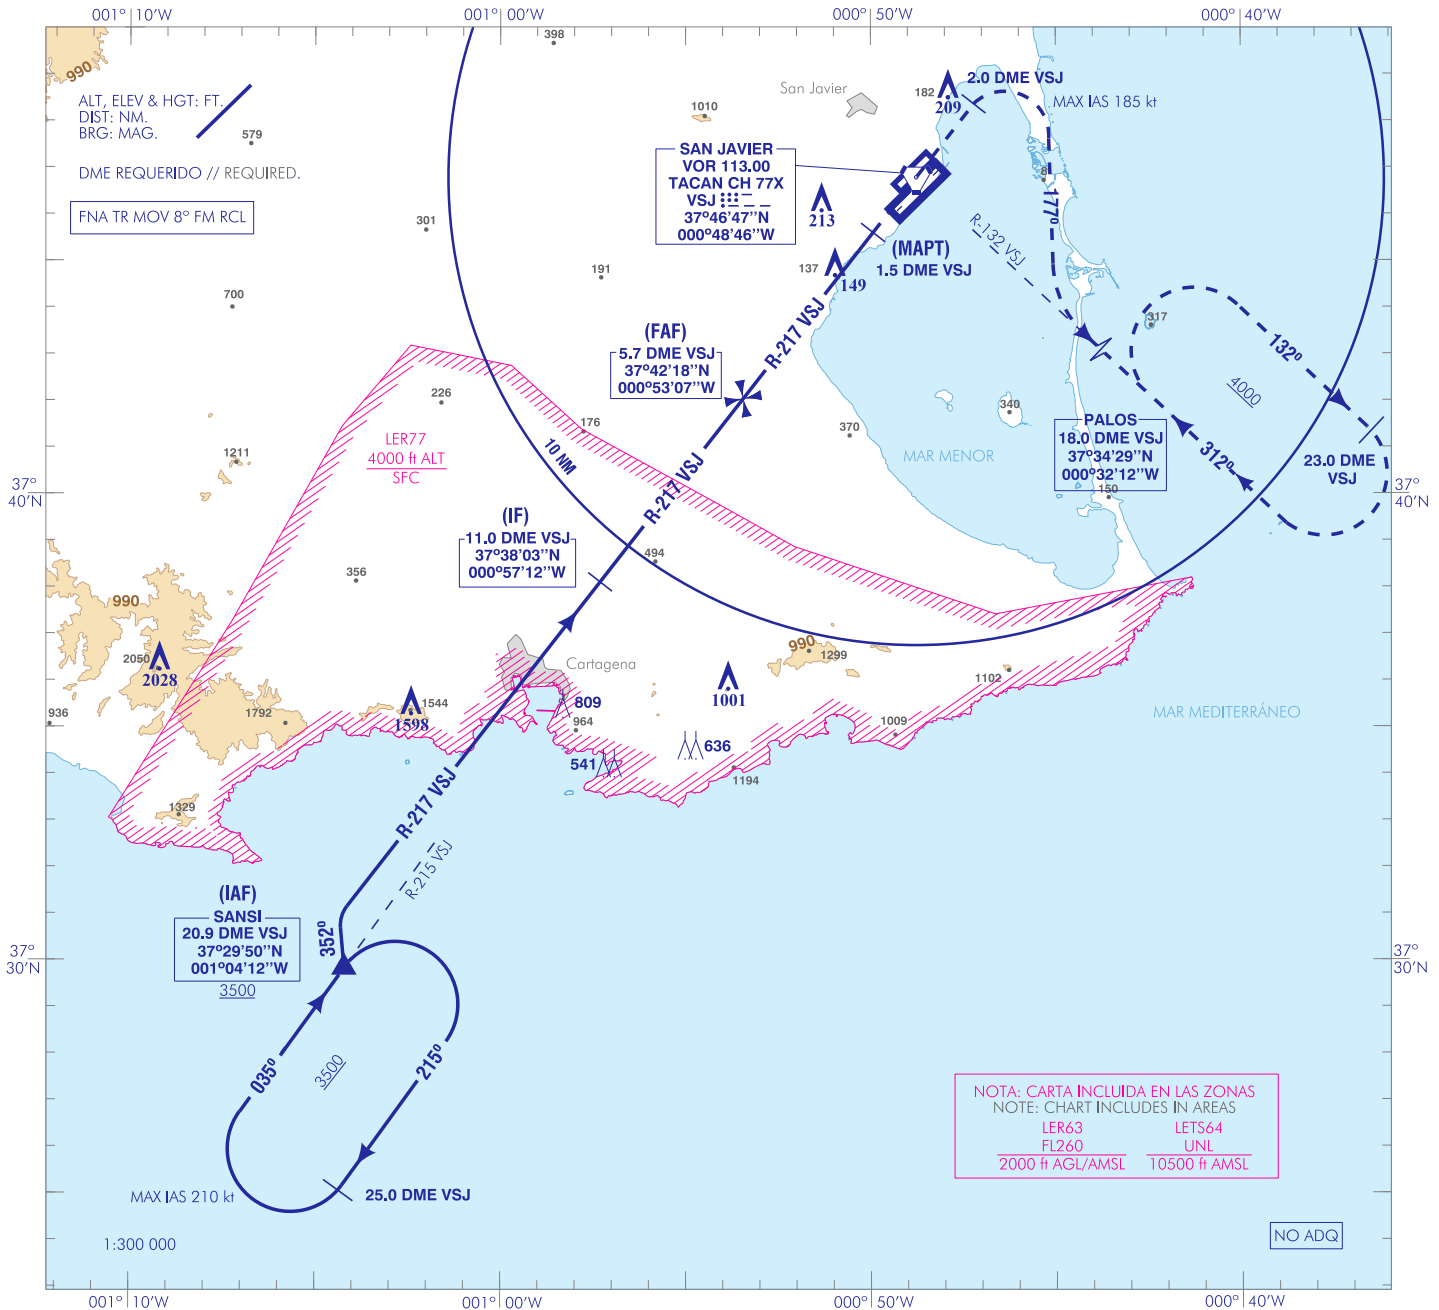 001° 10'W
001° 00'W
000° 50'W
000° 40'W
990
398
ALT, ELEV & HGT: FT.
DIST: NM.
BRG: MAG.
579
DME REQUERIDO // REQUIRED.
FNA TR MOV 8° FM RCL
1010
San Javier
182
209
2.0 DME VSJ
MAX IAS 185 kt
SAN JAVIER
VOR 113.00
TACAN CH 77X
VSJ
37°46'47''N
000°48'46''W
213
8
177°
R-132 VSJ
301
191
137
149
(MAPT)
1.5 DME VSJ
700
R-217 VSJ
(FAF)
5.7 DME VSJ
37°42'18''N
000°53'07''W
317
132°
4000
226
176
340
370
LER77
4000 ft ALT
SFC
1211
10 NM
MAR MENOR
PALOS
18.0 DME VSJ
37°34'29''N
000°32'12''W
312°
23.0 DME
VSJ
150
37°
40'N
37°
40'N
R-217 VSJ
(IF)
11.0 DME VSJ
37°38'03''N
000°57'12''W
494
356
990
2050
2028
Cartagena
990
1299
1102
936
1792
1544
1598
809
964
1001
1009
MAR MEDITERRÁNEO
541
636
1194
1329
R-217 VSJ
R-215 VSJ
(IAF)
SANSI
20.9 DME VSJ
37°29'50''N
001°04'12''W
3500
352°
37°
30'N
37°
30'N
035°
3500
215°
MAX IAS 210 kt
25.0 DME VSJ
NOTA: CARTA INCLUIDA EN LAS ZONAS
NOTE: CHART INCLUDES IN AREAS
LER63
FL260
2000 ft AGL/AMSL
LETS64
UNL
10500 ft AMSL
1:300 000
NO ADQ
001° 10'W
001° 00'W
000° 50'W
000° 40'W